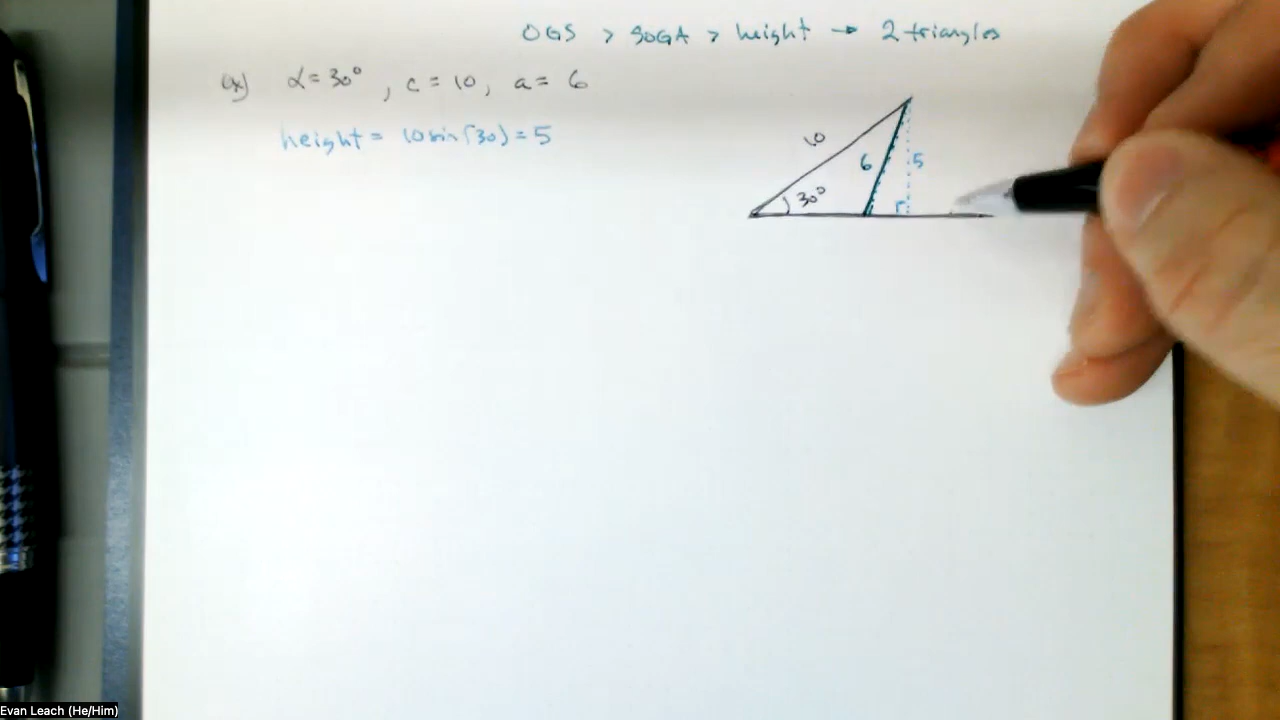 OGS > SOGA > height → 2 triangles
ex) α = 30° , c = 10, a = 6
height = 10 sin(30) = 5
10
6
5
30°
Evan Leach (He/Him)